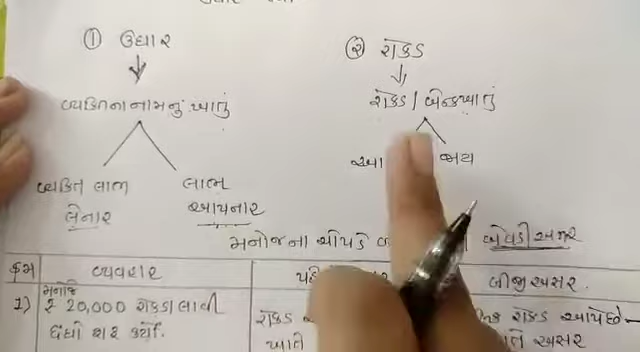 ① ઉધાર
② રોકડ
વ્યક્તિના નામનું ખાતું
રોકડ / બેન્કખાતું
વ્યક્તિ લાભ
લેનાર
લાભ
આપનાર
આ
જાય
મનોજના ચોપડે
બેવડી અસર
ક્રમ
વ્યવહાર
બીજી અસર.
1) મનોજે
₹ 20,000 રોકડા લાવી
ધંધો શરૂ કર્યો.
રોકડ
ખાતે
રોકડ આપે છે
ખાતે અસર